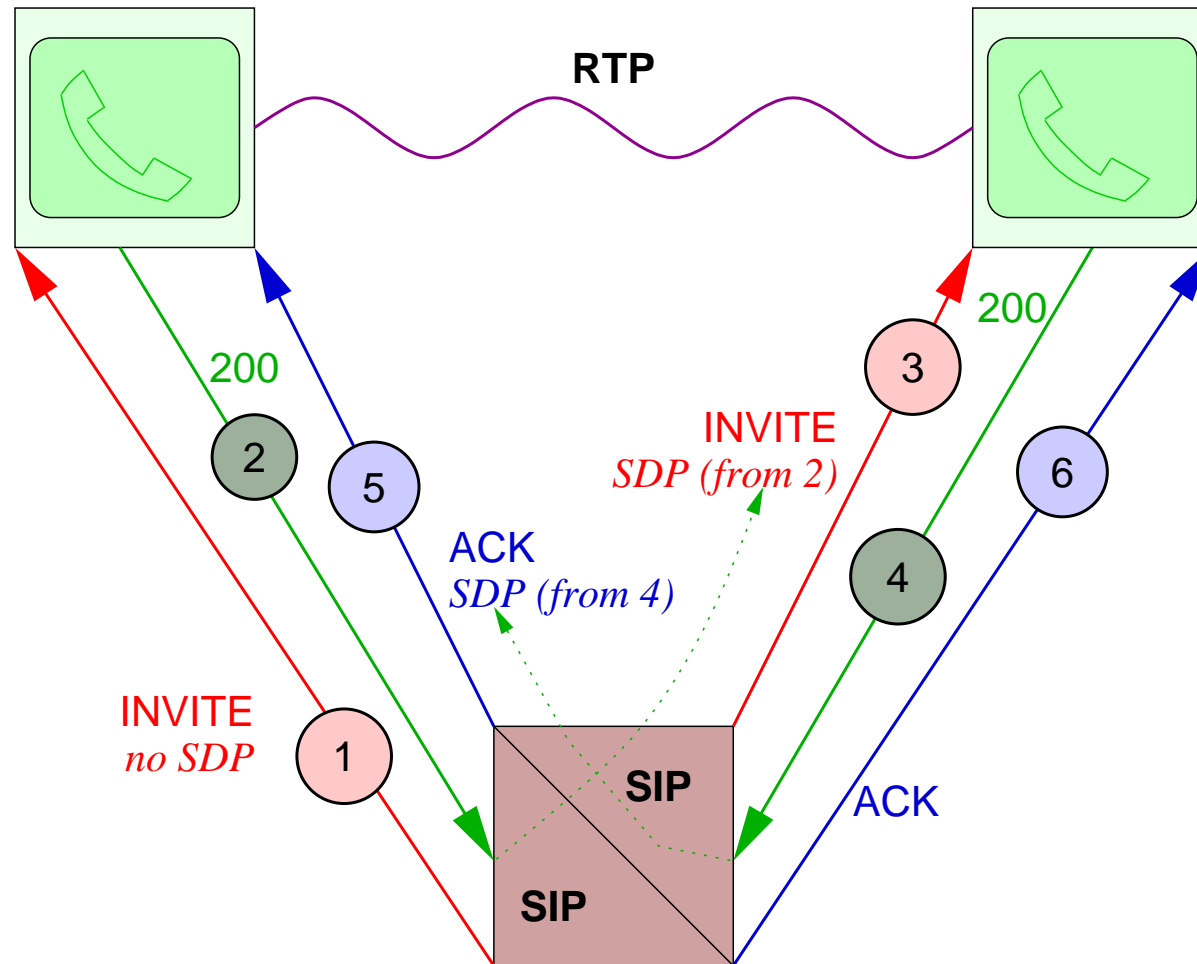 RTP
200
200
3
INVITE
SDP (from 2)
2
5
6
ACK
SDP (from 4)
4
INVITE
no SDP
1
SIP
ACK
SIP